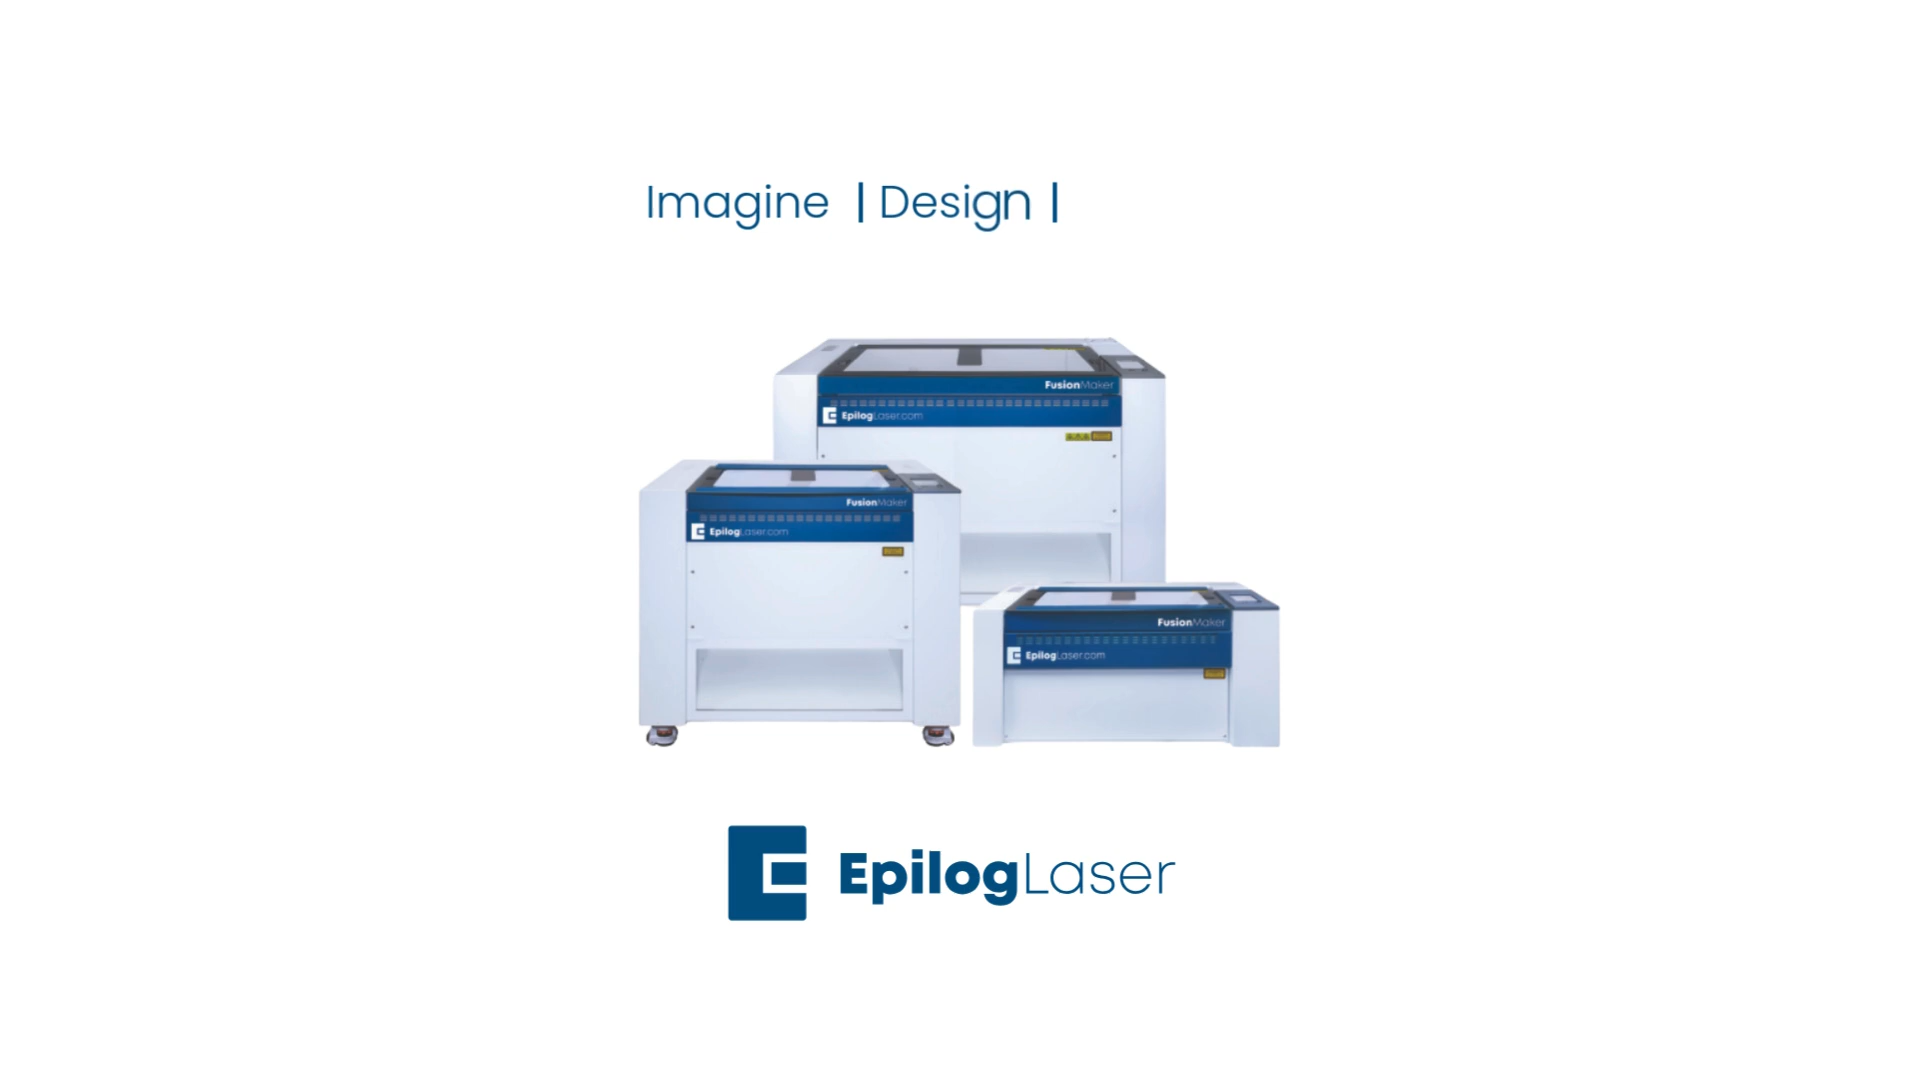 Imagine | Design |
FusionMaker
EpilogLaser.com
FusionMaker
EpilogLaser.com
FusionMaker
EpilogLaser.com
EpilogLaser